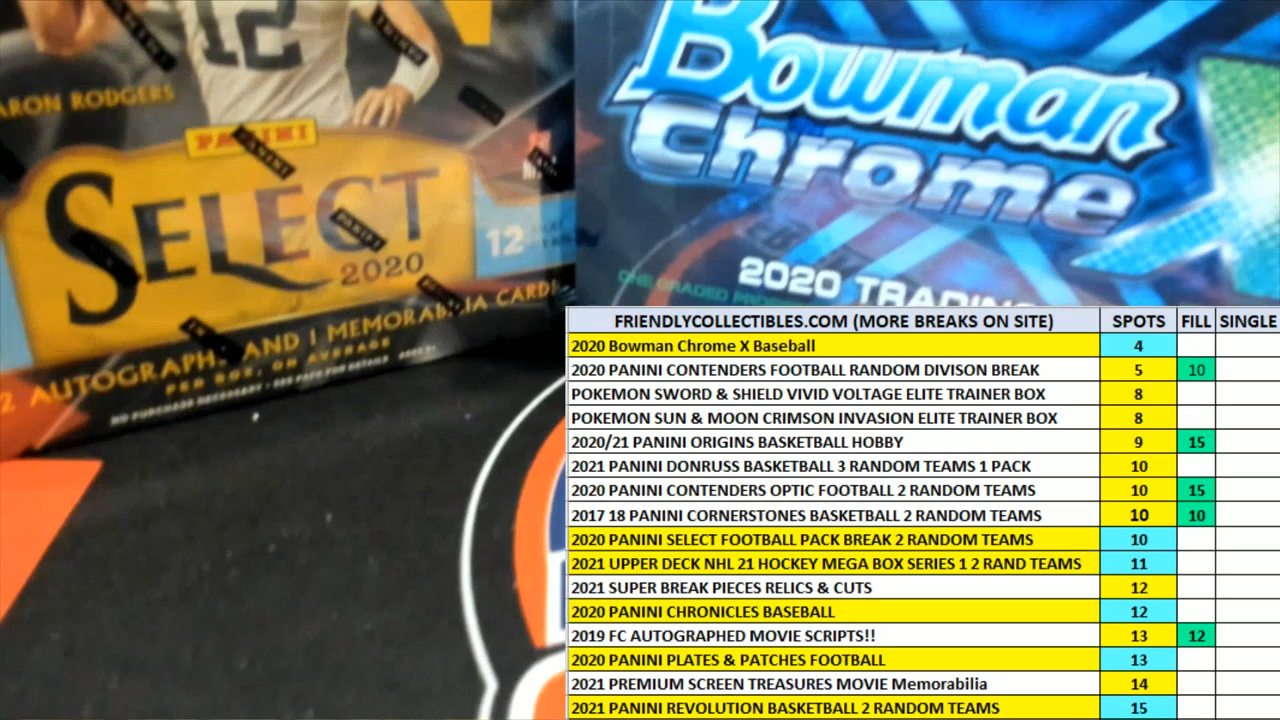 12
ARON RODGERS
PANINI
SELECT
2020
12
2 AUTOGRAPHS AND 1 MEMORABILIA CARD
PER BOX, ON AVERAGE
NO PURCHASE NECESSARY
Bowman
Chrome
2020 TRADING
ONE GRADED
FRIENDLYCOLLECTIBLES.COM (MORE BREAKS ON SITE) SPOTS FILL SINGLE
2020 Bowman Chrome X Baseball 4
2020 PANINI CONTENDERS FOOTBALL RANDOM DIVISON BREAK 5 10
POKEMON SWORD & SHIELD VIVID VOLTAGE ELITE TRAINER BOX 8
POKEMON SUN & MOON CRIMSON INVASION ELITE TRAINER BOX 8
2020/21 PANINI ORIGINS BASKETBALL HOBBY 9 15
2021 PANINI DONRUSS BASKETBALL 3 RANDOM TEAMS 1 PACK 10
2020 PANINI CONTENDERS OPTIC FOOTBALL 2 RANDOM TEAMS 10 15
2017 18 PANINI CORNERSTONES BASKETBALL 2 RANDOM TEAMS 10 10
2020 PANINI SELECT FOOTBALL PACK BREAK 2 RANDOM TEAMS 10
2021 UPPER DECK NHL 21 HOCKEY MEGA BOX SERIES 1 2 RAND TEAMS 11
2021 SUPER BREAK PIECES RELICS & CUTS 12
2020 PANINI CHRONICLES BASEBALL 12
2019 FC AUTOGRAPHED MOVIE SCRIPTS!! 13 12
2020 PANINI PLATES & PATCHES FOOTBALL 13
2021 PREMIUM SCREEN TREASURES MOVIE Memorabilia 14
2021 PANINI REVOLUTION BASKETBALL 2 RANDOM TEAMS 15